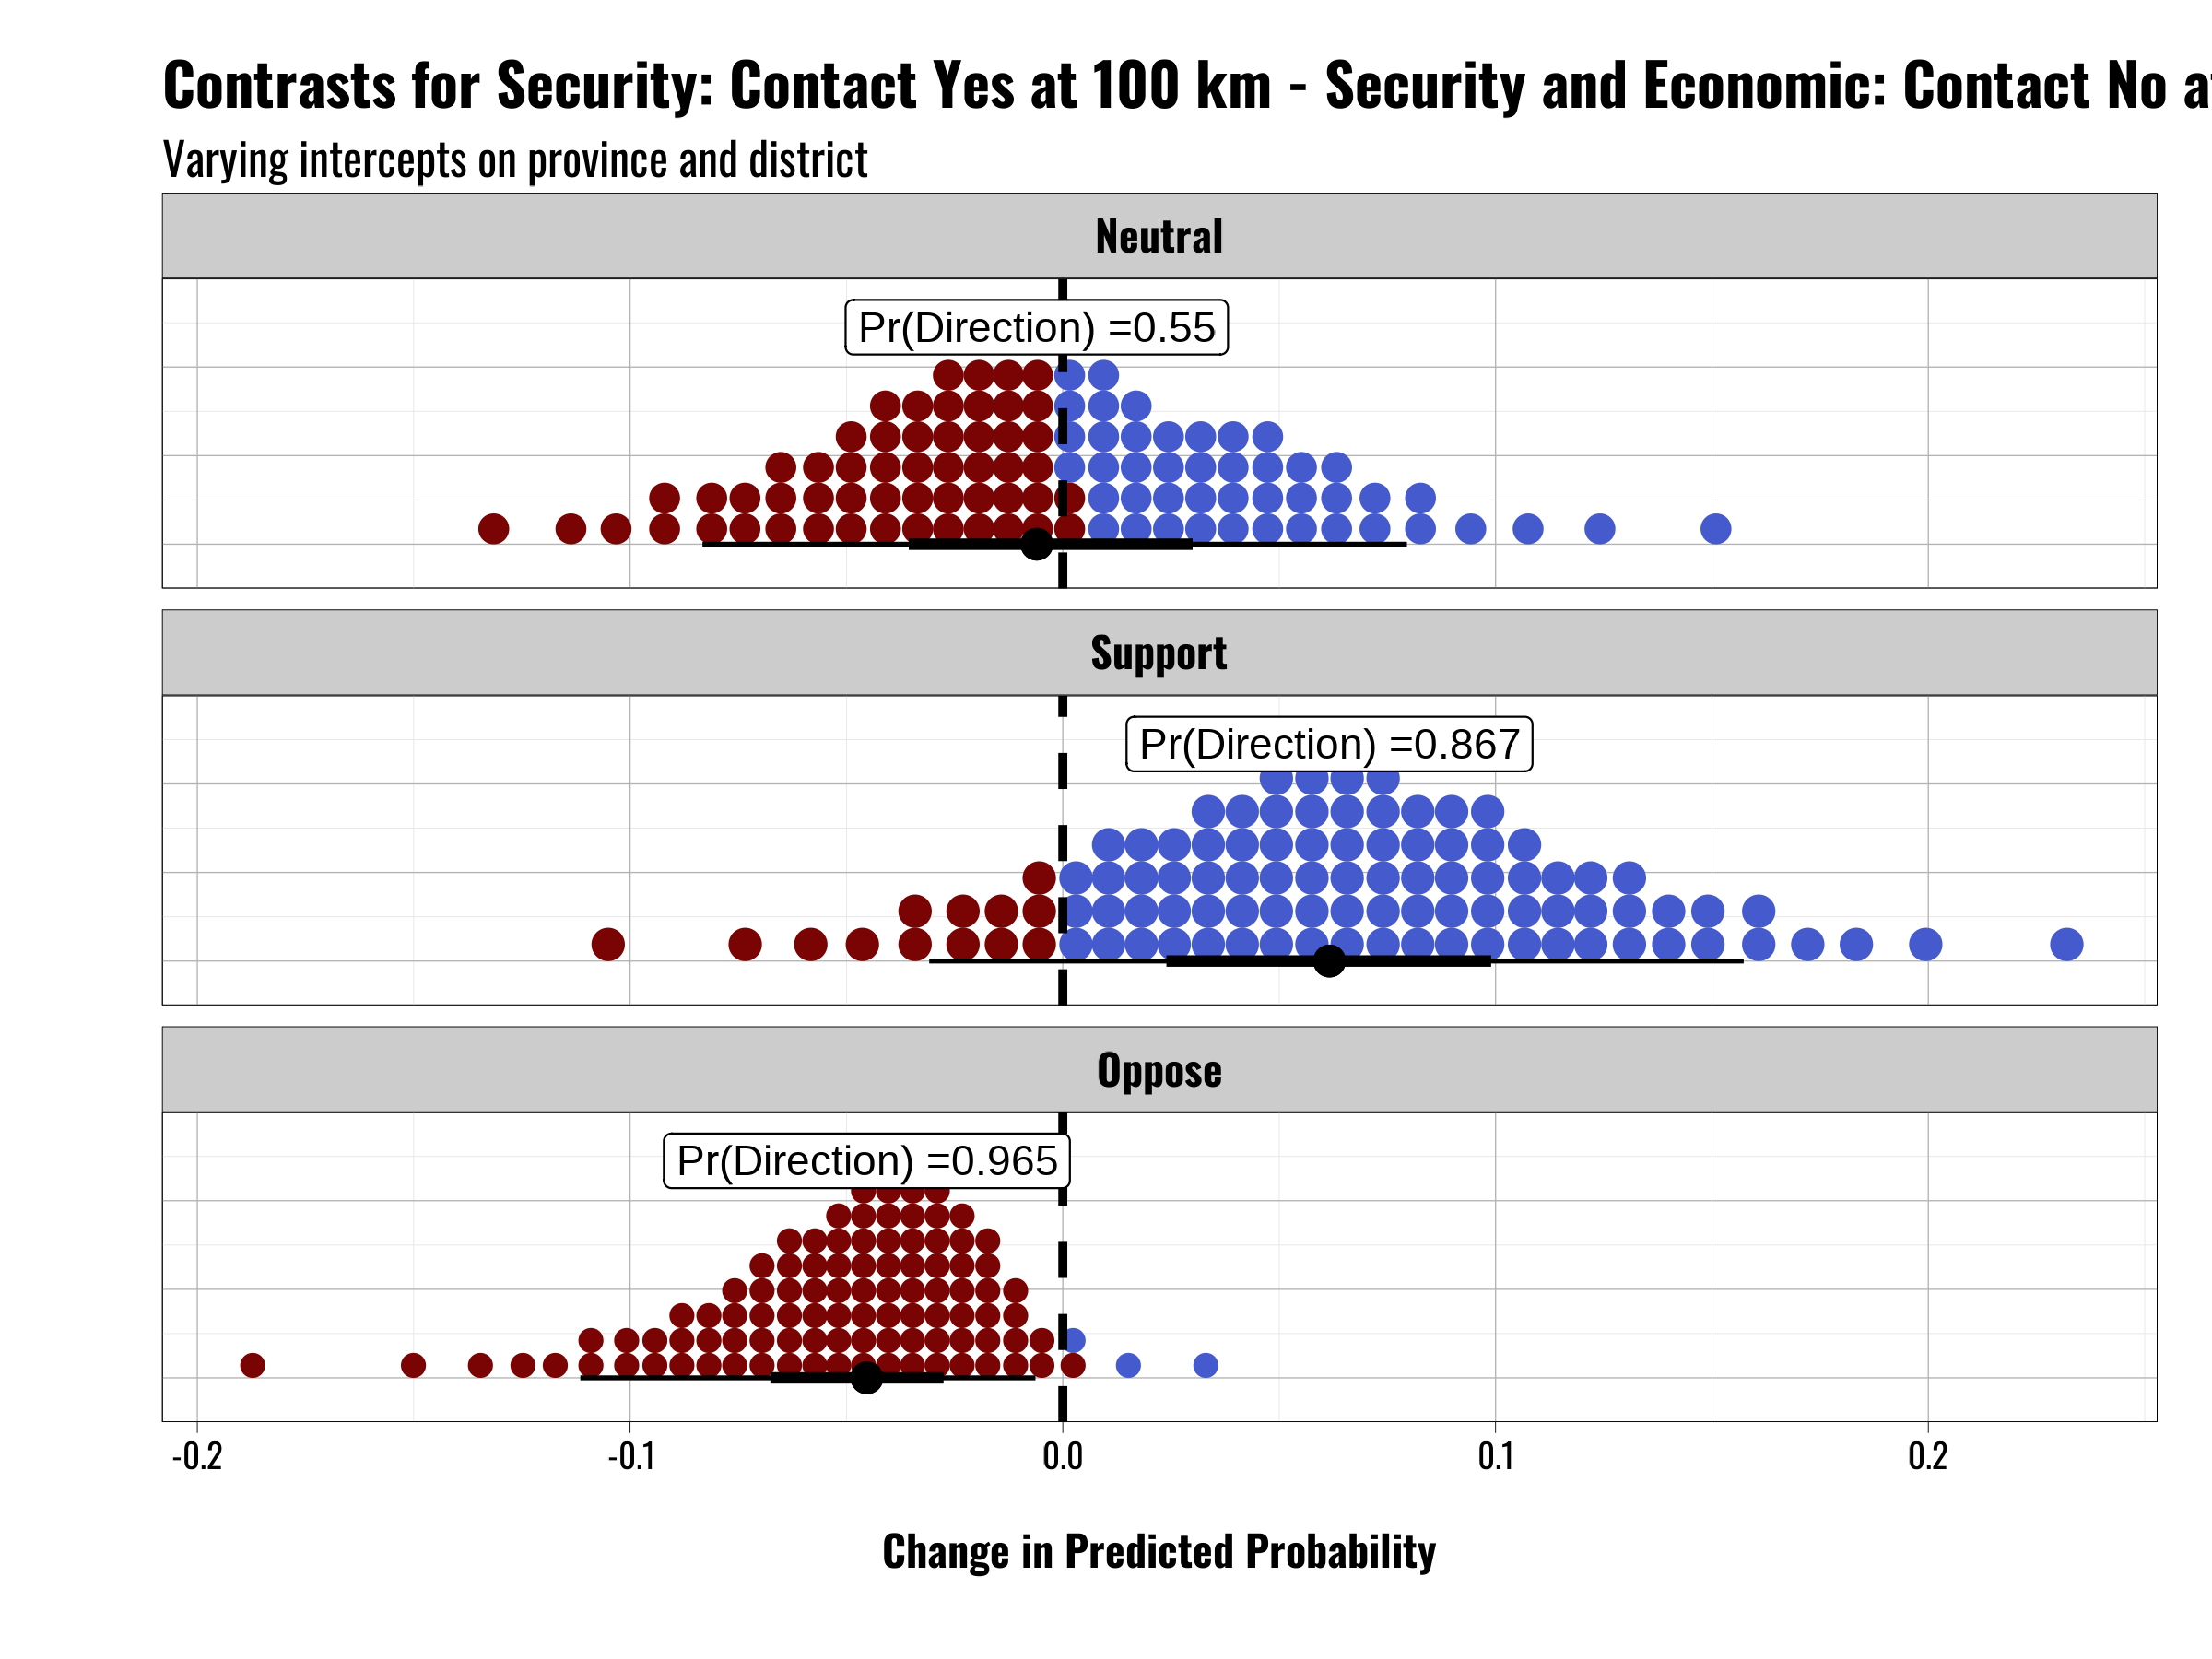 Contrasts for Security: Contact Yes at 100 km - Security and Economic: Contact No
Varying intercepts on province and district
Neutral
Pr(Direction) =0.55
Support
Pr(Direction) =0.867
Oppose
Pr(Direction) =0.965
-0.2 -0.1 0.0 0.1 0.2
Change in Predicted Probability